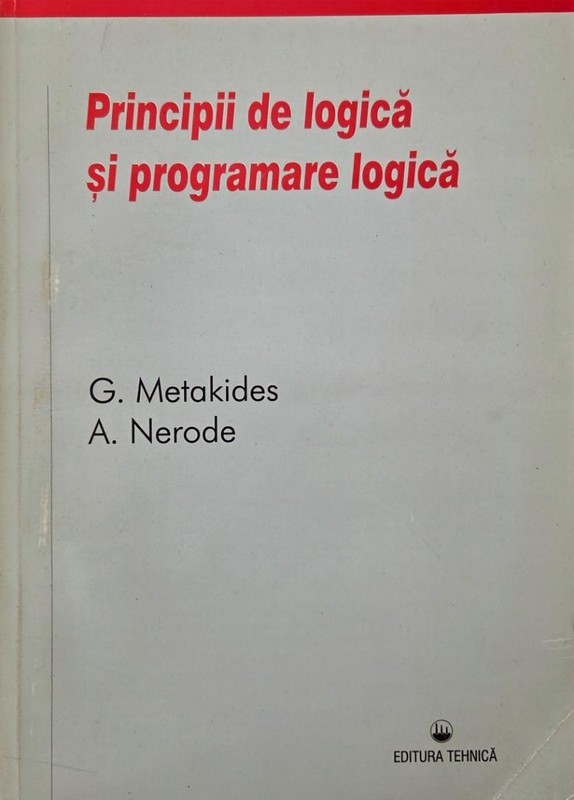 Principii de logică
și programare logică
G. Metakides
A. Nerode
EDITURA TEHNICĂ